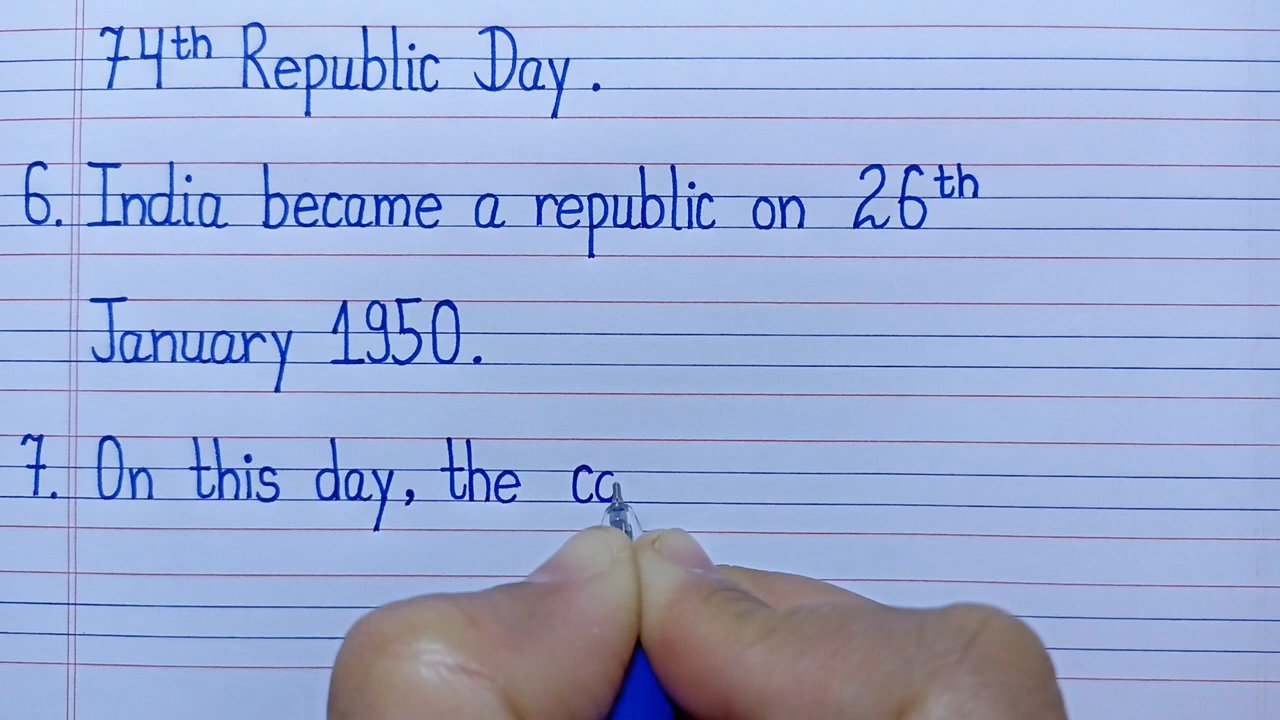 74th Republic Day.
6. India became a republic on 26th
January 1950.
7. On this day, the